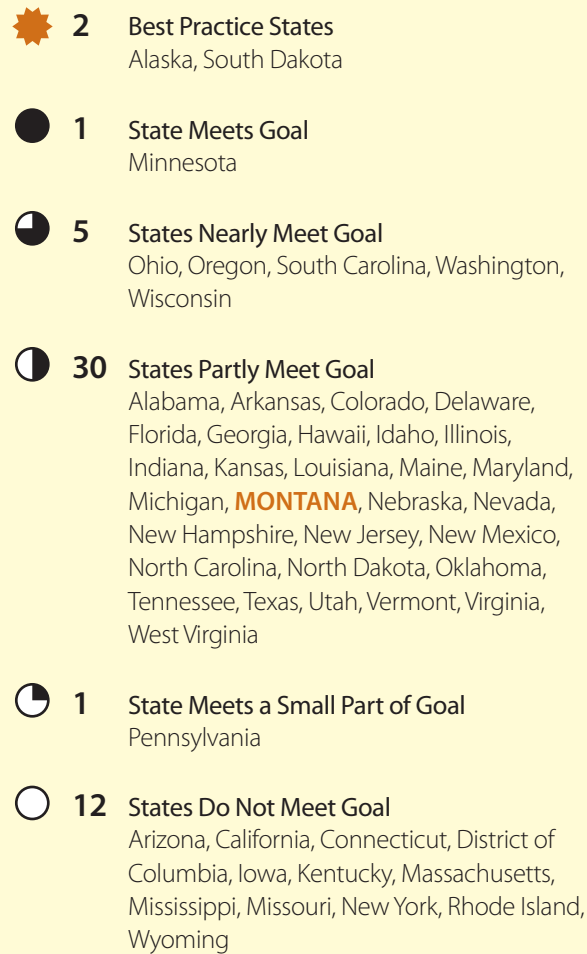 2 Best Practice States
Alaska, South Dakota
1 State Meets Goal
Minnesota
5 States Nearly Meet Goal
Ohio, Oregon, South Carolina, Washington,
Wisconsin
30 States Partly Meet Goal
Alabama, Arkansas, Colorado, Delaware,
Florida, Georgia, Hawaii, Idaho, Illinois,
Indiana, Kansas, Louisiana, Maine, Maryland,
Michigan, MONTANA, Nebraska, Nevada,
New Hampshire, New Jersey, New Mexico,
North Carolina, North Dakota, Oklahoma,
Tennessee, Texas, Utah, Vermont, Virginia,
West Virginia
1 State Meets a Small Part of Goal
Pennsylvania
12 States Do Not Meet Goal
Arizona, California, Connecticut, District of
Columbia, Iowa, Kentucky, Massachusetts,
Mississippi, Missouri, New York, Rhode Island,
Wyoming